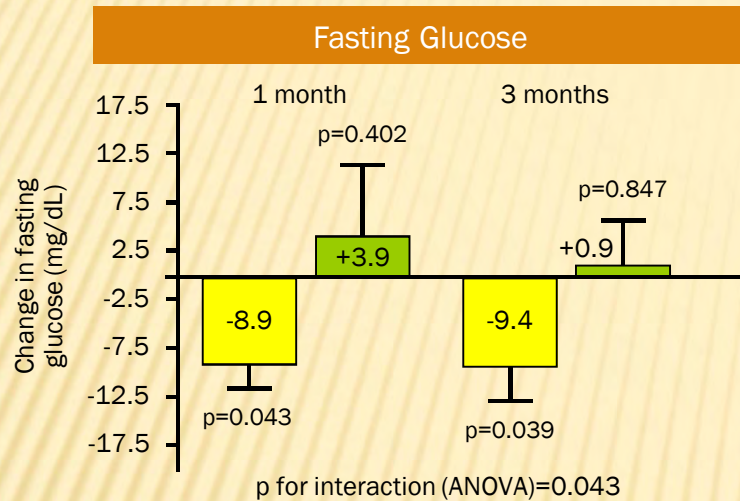 Fasting Glucose
1 month
3 months
Change in fasting
glucose (mg/dL)
17.5
12.5
7.5
2.5
-2.5
-7.5
-12.5
-17.5
p=0.402
p=0.847
+3.9
+0.9
-8.9
-9.4
p=0.043
p=0.039
p for interaction (ANOVA)=0.043